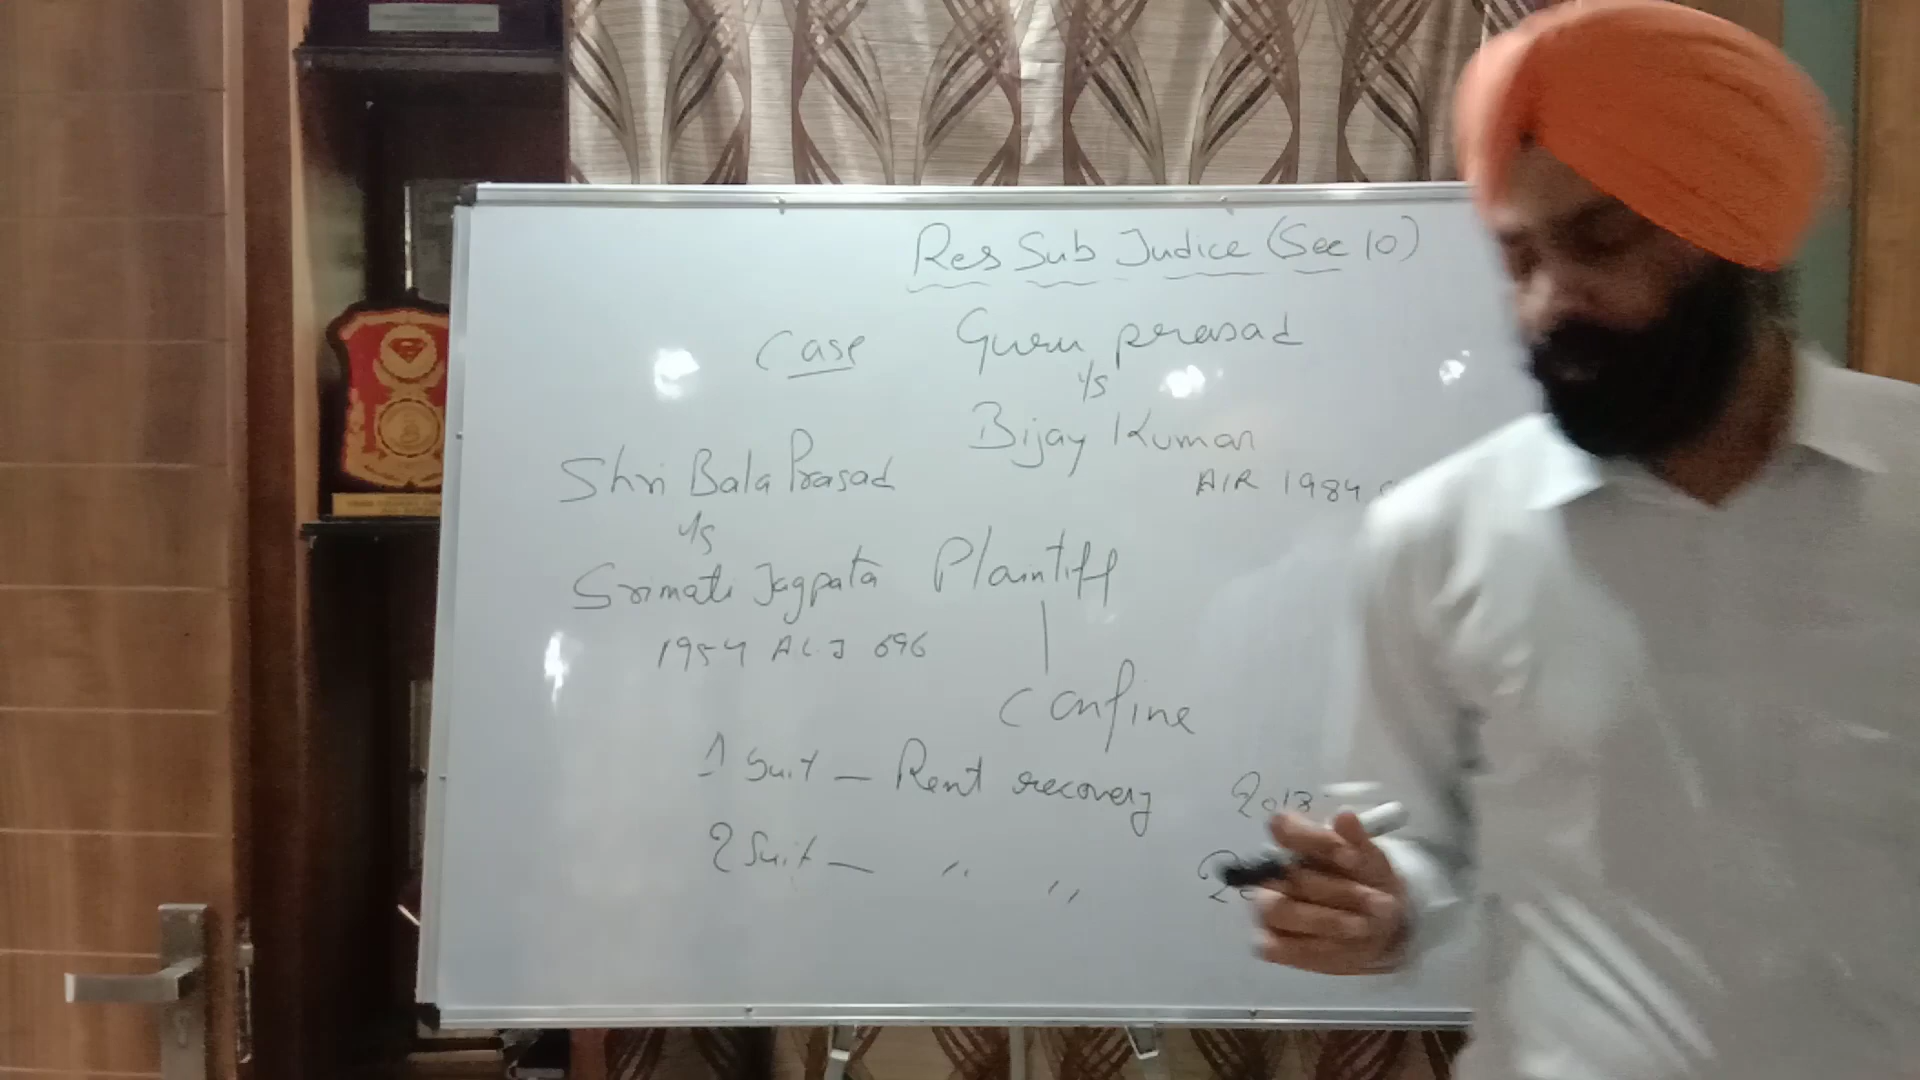 Res Sub Judice (Sec 10)
Case Guru prasad
v/s
Bijay Kumar
AIR 1984
Shri Bala Prasad
v/s
Srimati Jagpata
1954 ALJ 696
Plaintiff
Confine
1 Suit — Rent recovery 2013
2 Suit — " "